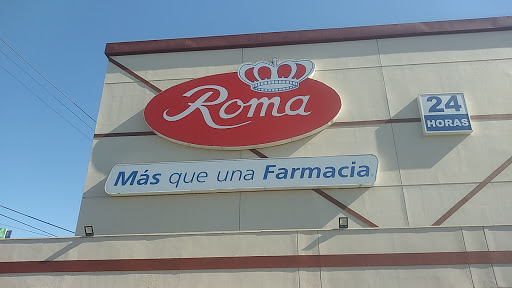 Roma
24
HORAS
Más que una Farmacia